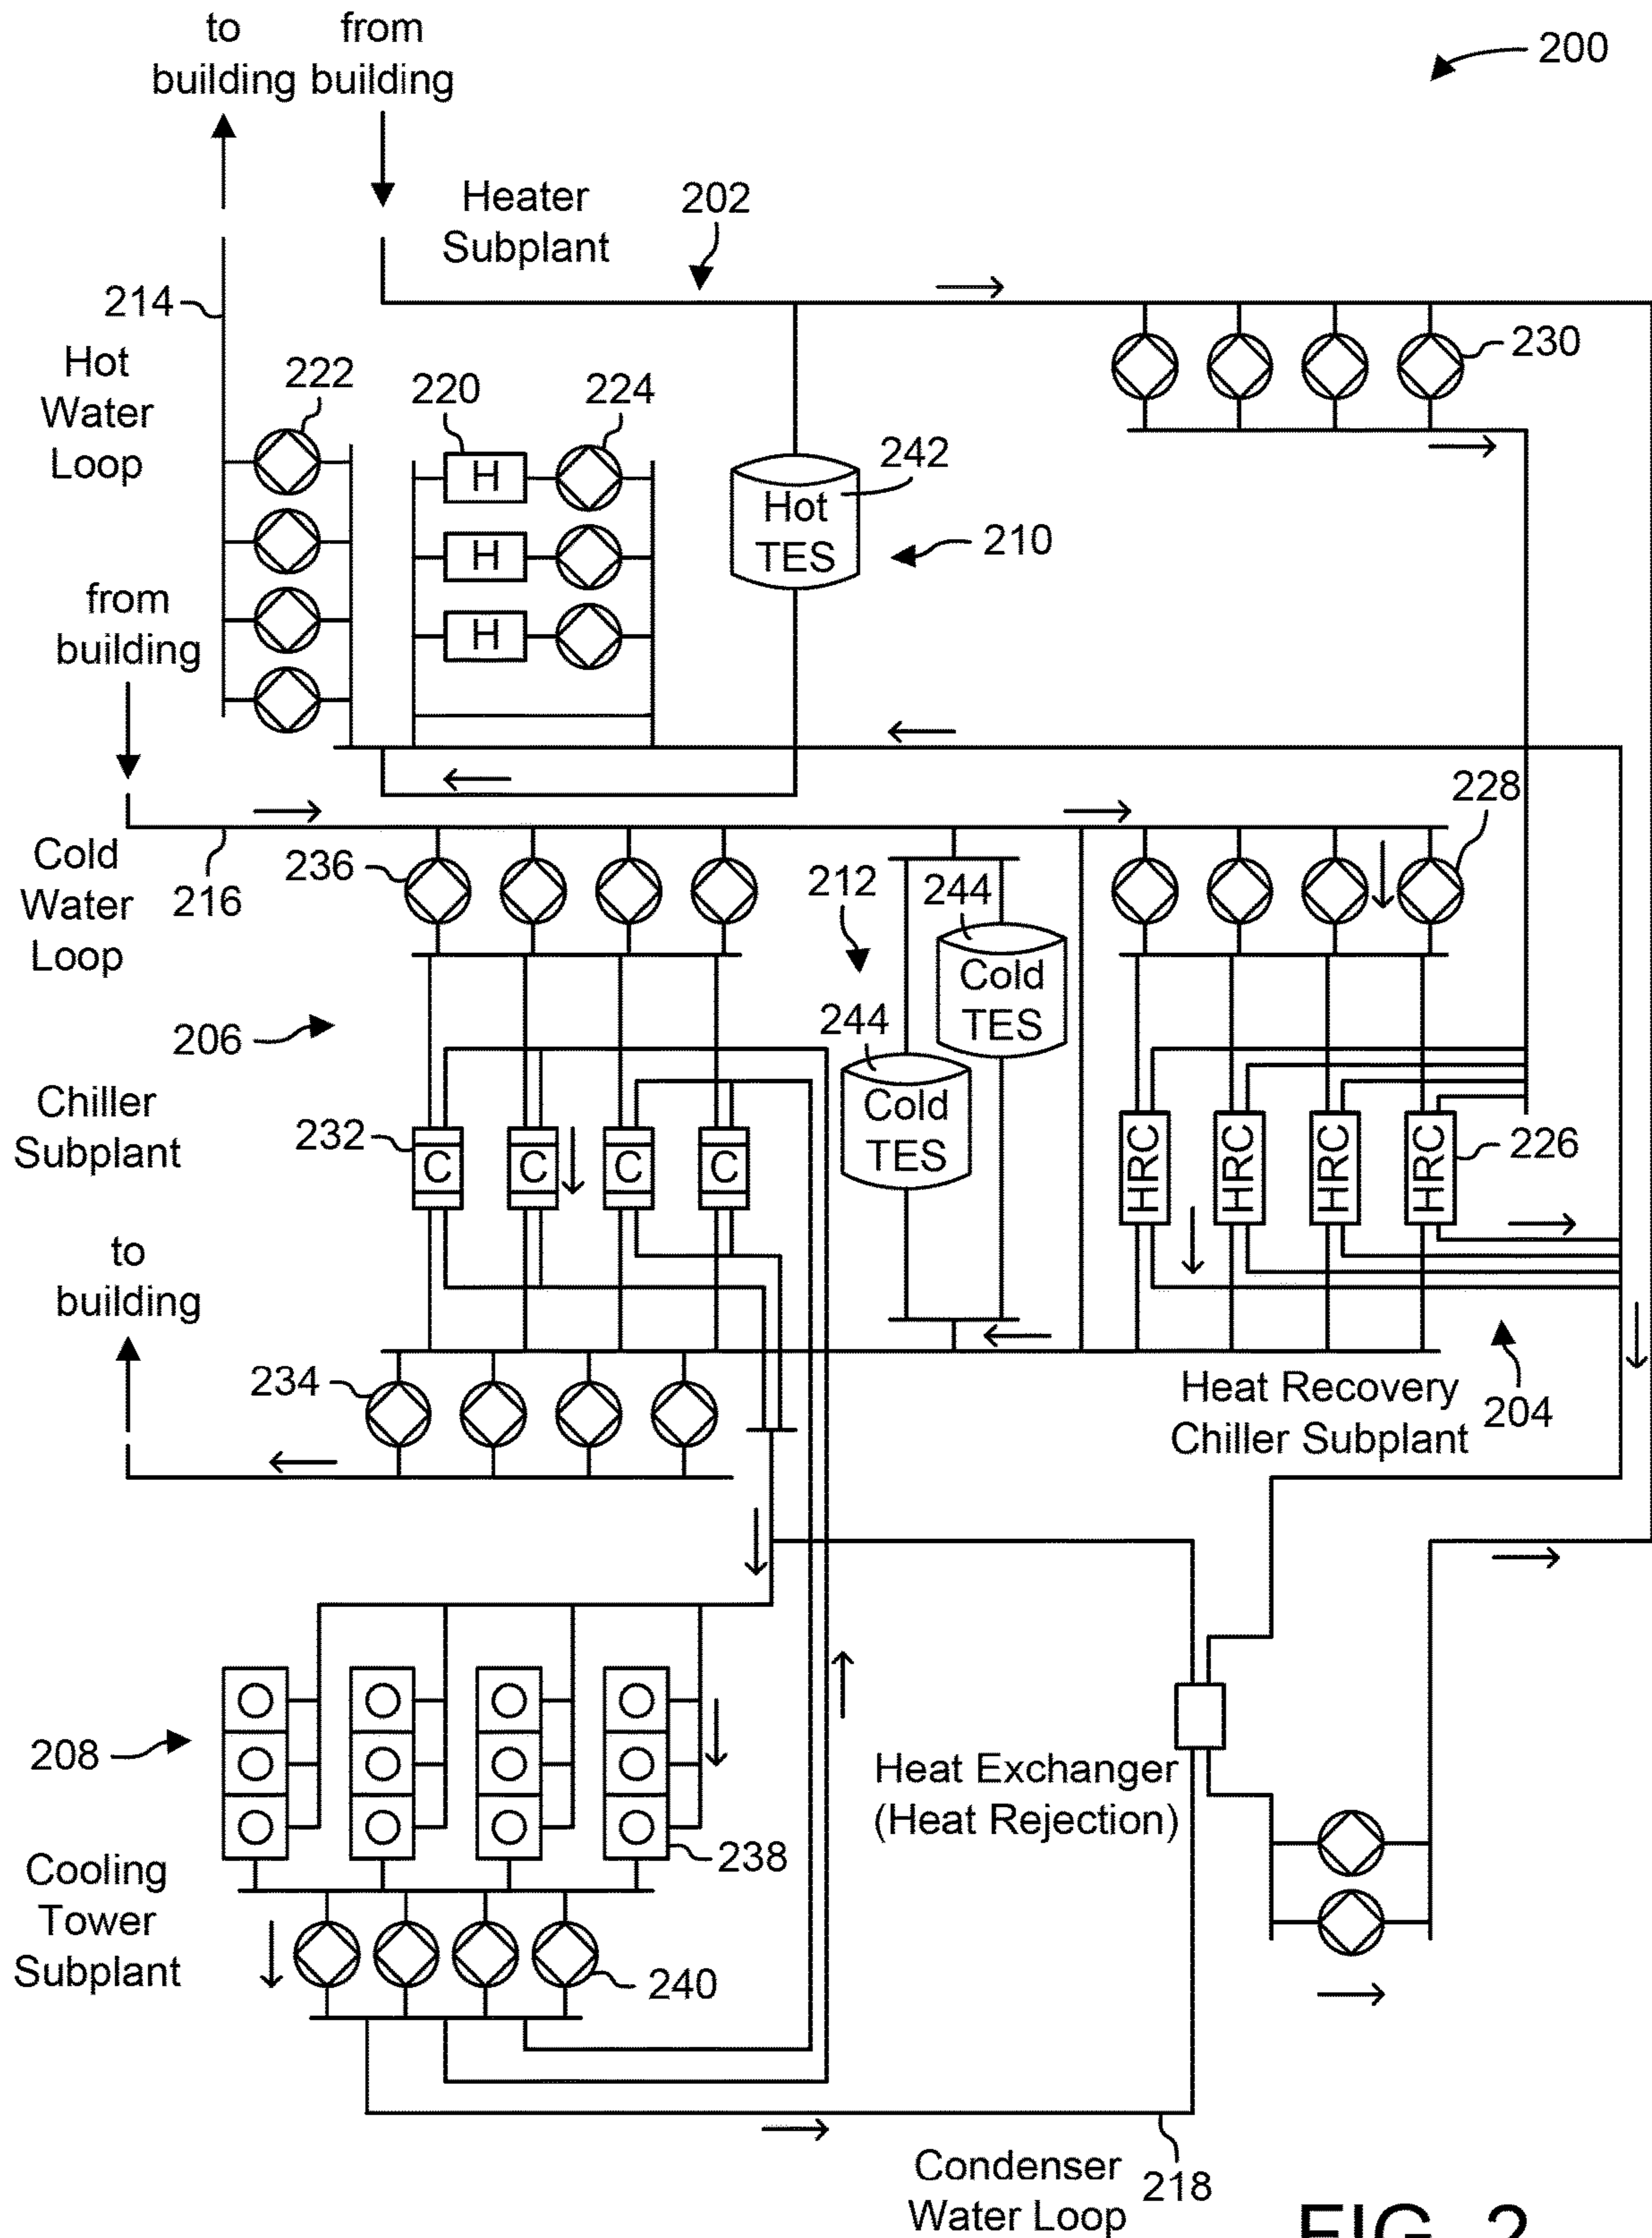 to
building
from
building
200
Heater
Subplant
202
214
Hot
Water
Loop
222
220
224
230
H
H
H
Hot
TES
242
210
from
building
228
Cold
Water
Loop
216
236
212
244
Cold
TES
244
Cold
TES
206
Chiller
Subplant
232
C
C
C
C
HRC
HRC
HRC
HRC
226
to
building
234
Heat Recovery
Chiller Subplant
204
208
Heat Exchanger
(Heat Rejection)
238
Cooling
Tower
Subplant
240
Condenser
Water Loop
218
FIG. 2